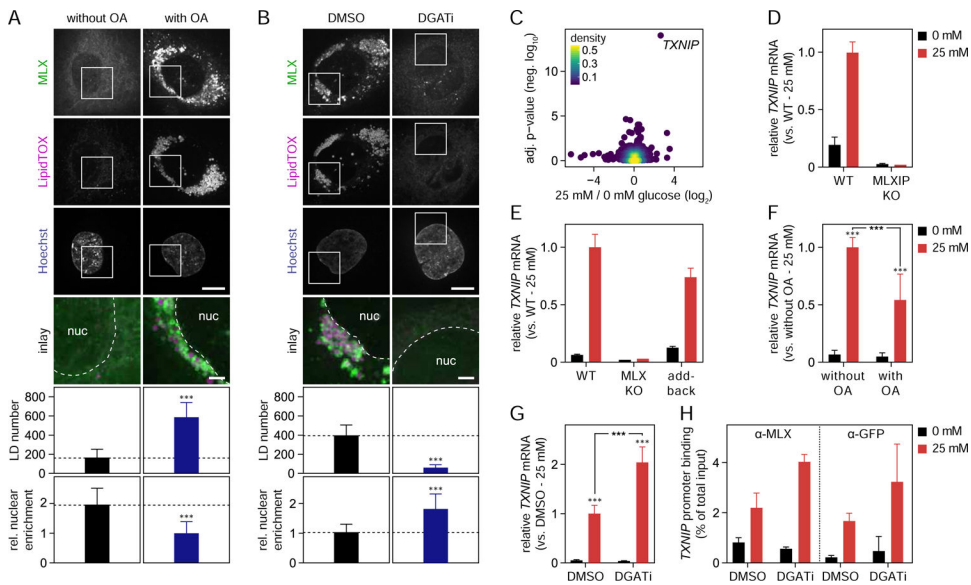 A
without OA
with OA
MLX
LipidTOX
Hoechst
inlay
nuc
nuc
LD number
800
600
400
200
0
***
rel. nuclear
enrichment
2
1
0
***
B
DMSO
DGATi
MLX
LipidTOX
Hoechst
inlay
nuc
nuc
LD number
800
600
400
200
0
***
rel. nuclear
enrichment
2
1
0
***
C
adj. p−value (neg. log10)
15
10
5
0
density
0.5
0.3
0.1
TXNIP
−4
0
4
25 mM / 0 mM glucose (log2)
D
relative TXNIP mRNA
(vs. WT - 25 mM)
1.0
0.5
0
WT
MLXIP
KO
0 mM
25 mM
E
relative TXNIP mRNA
(vs. WT - 25 mM)
1.0
0.5
0
WT
MLX
KO
add-
back
F
relative TXNIP mRNA
(vs. without OA - 25 mM)
1.0
0.5
0
***
***
***
without
OA
with
OA
0 mM
25 mM
G
relative TXNIP mRNA
(vs. DMSO - 25 mM)
2
1
0
***
***
***
DMSO
DGATi
H
TXNIP promoter binding
(% of total input)
4
2
0
α-MLX
α-GFP
DMSO
DGATi
DMSO
DGATi
0 mM
25 mM